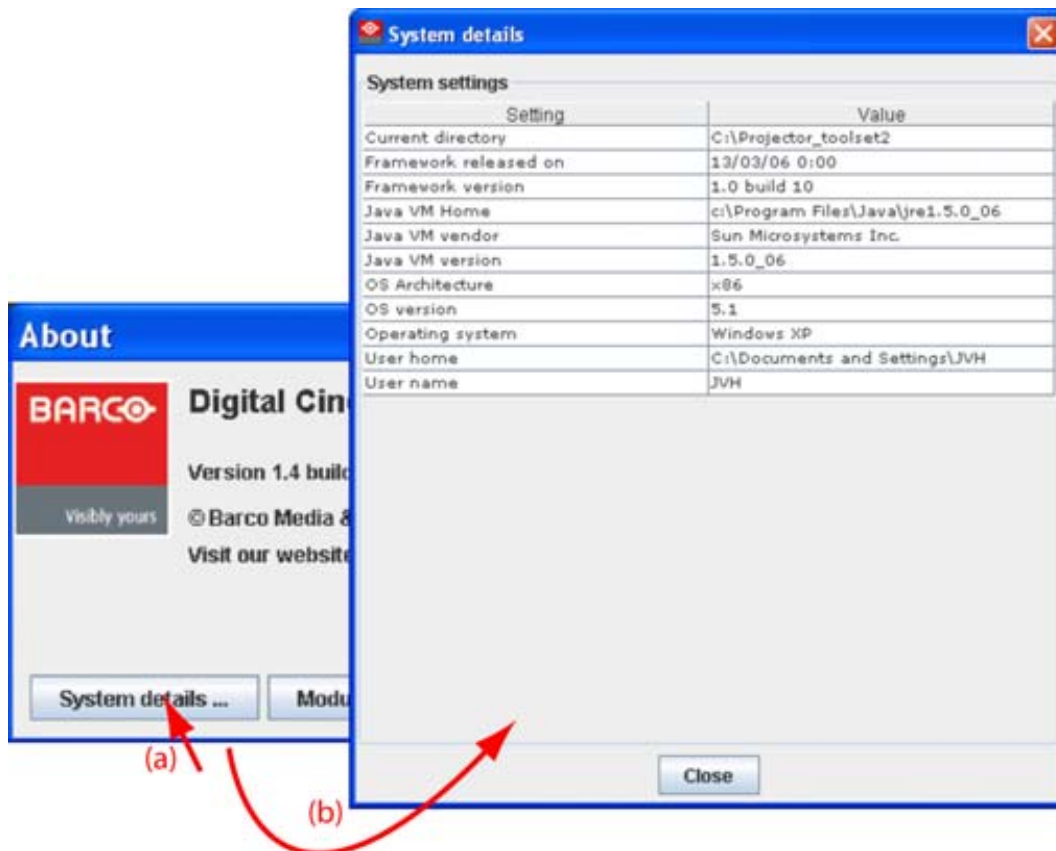 System details
System settings
Setting Value
Current directory C:\Projector_toolset2
Framework released on 13/03/06 0:00
Framework version 1.0 build 10
Java VM Home c:\Program Files\Java\jre1.5.0_06
Java VM vendor Sun Microsystems Inc.
Java VM version 1.5.0_06
OS Architecture x86
OS version 5.1
Operating system Windows XP
User home C:\Documents and Settings\JVH
User name JVH
Close
About
BARCO
Visibly yours
Digital Cin
Version 1.4 build
© Barco Media &
Visit our website
System details ...
Modu
(a)
(b)